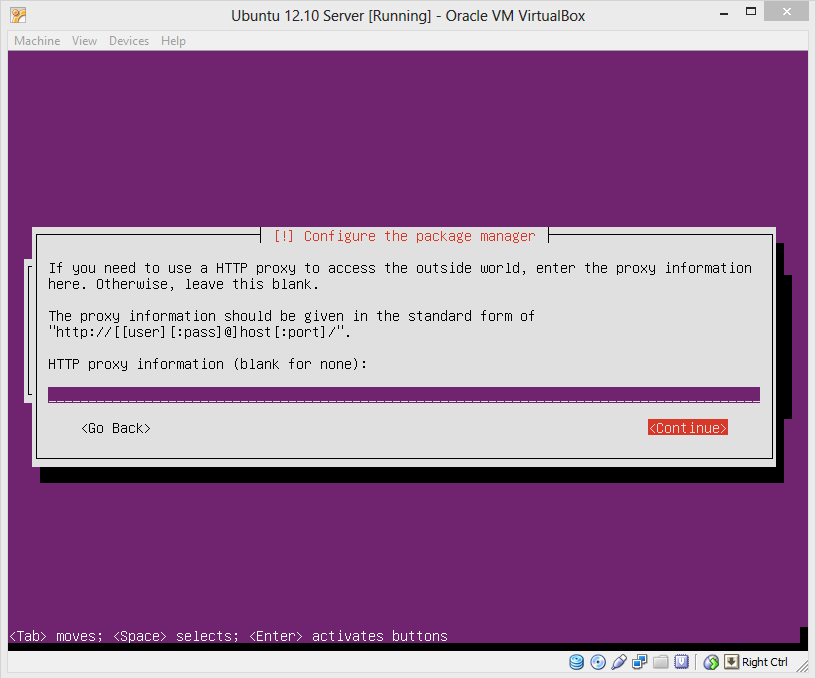 Ubuntu 12.10 Server [Running] - Oracle VM VirtualBox
Machine View Devices Help
[!] Configure the package manager
If you need to use a HTTP proxy to access the outside world, enter the proxy information
here. Otherwise, leave this blank.
The proxy information should be given in the standard form of
"http://[[user][:pass]@]host[:port]/".
HTTP proxy information (blank for none):
<Go Back> <Continue>
<Tab> moves; <Space> selects; <Enter> activates buttons
Right Ctrl